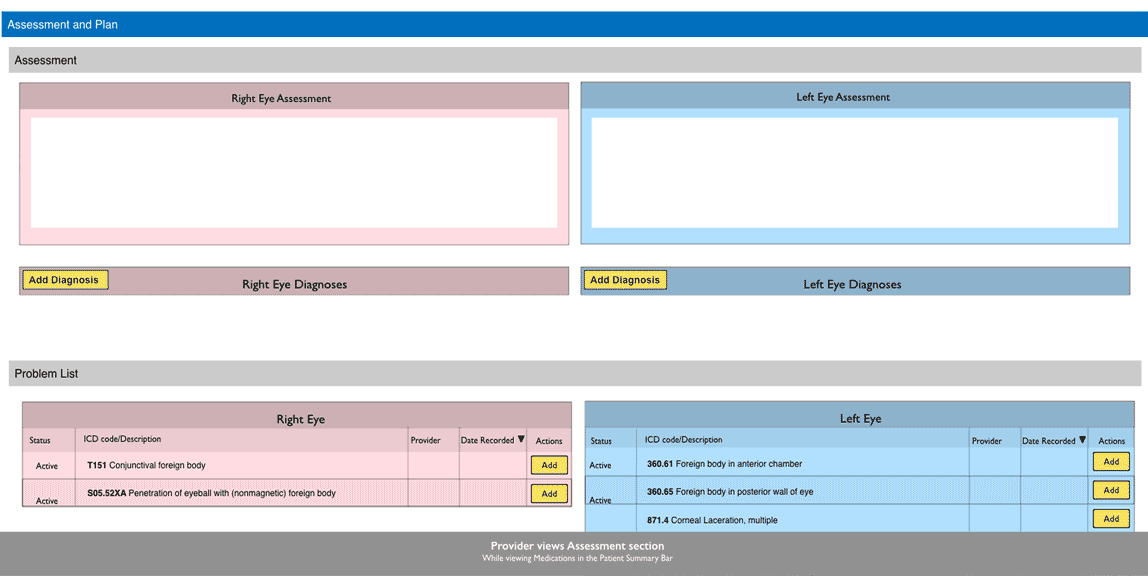 Assessment and Plan
Assessment
Right Eye Assessment
Left Eye Assessment
Add Diagnosis Right Eye Diagnoses
Add Diagnosis Left Eye Diagnoses
Problem List
Right Eye
Status ICD code/Description Provider Date Recorded ▼ Actions
Active T151 Conjunctival foreign body Add
Active S05.52XA Penetration of eyeball with (nonmagnetic) foreign body Add
Left Eye
Status ICD code/Description Provider Date Recorded ▼ Actions
Active 360.61 Foreign body in anterior chamber Add
Active 360.65 Foreign body in posterior wall of eye Add
871.4 Corneal Laceration, multiple Add
Provider views Assessment section
While viewing Medications in the Patient Summary Bar